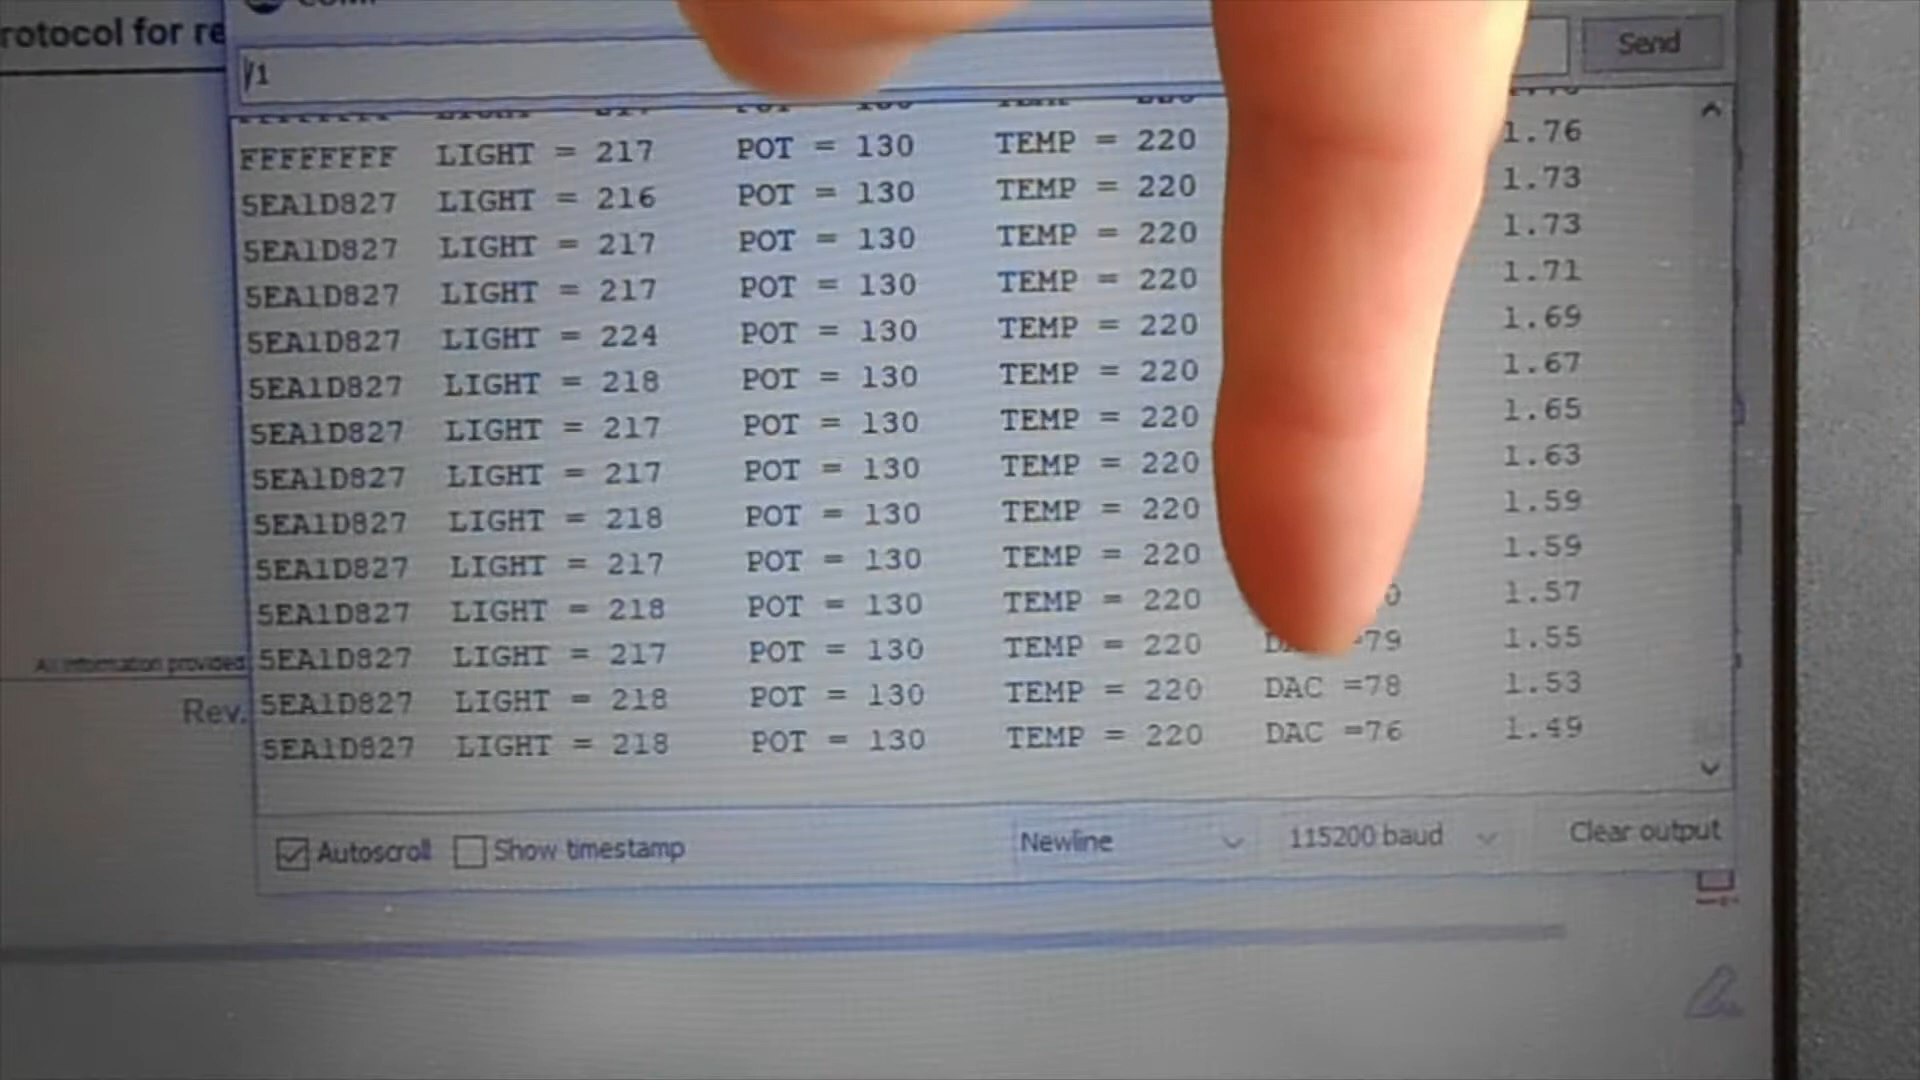 rotocol for re
/1
Send
FFFFFFFF LIGHT = 217 POT = 130 TEMP = 220 1.76
5EA1D827 LIGHT = 216 POT = 130 TEMP = 220 1.73
5EA1D827 LIGHT = 217 POT = 130 TEMP = 220 1.73
5EA1D827 LIGHT = 217 POT = 130 TEMP = 220 1.71
5EA1D827 LIGHT = 224 POT = 130 TEMP = 220 1.69
5EA1D827 LIGHT = 218 POT = 130 TEMP = 220 1.67
5EA1D827 LIGHT = 217 POT = 130 TEMP = 220 1.65
5EA1D827 LIGHT = 217 POT = 130 TEMP = 220 1.63
5EA1D827 LIGHT = 218 POT = 130 TEMP = 220 1.59
5EA1D827 LIGHT = 217 POT = 130 TEMP = 220 1.59
5EA1D827 LIGHT = 218 POT = 130 TEMP = 220 0 1.57
5EA1D827 LIGHT = 217 POT = 130 TEMP = 220 =79 1.55
5EA1D827 LIGHT = 218 POT = 130 TEMP = 220 DAC =78 1.53
5EA1D827 LIGHT = 218 POT = 130 TEMP = 220 DAC =76 1.49
All information provided
Rev.
Autoscroll Show timestamp Newline 115200 baud Clear output